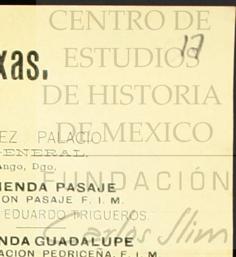 CENTRO DE
ESTUDIOS
17
xas.
DE HISTORIA
DE MEXICO
EZ PALACIO
GENERAL,
ango, Dgo.
FUNDACIÓN
IENDA PASAJE
ON PASAJE F. I. M.
EDUARDO TRIGUEROS.
Carlos Slim
NDA GUADALUPE
ACION PEDRICEÑA, F. I. M